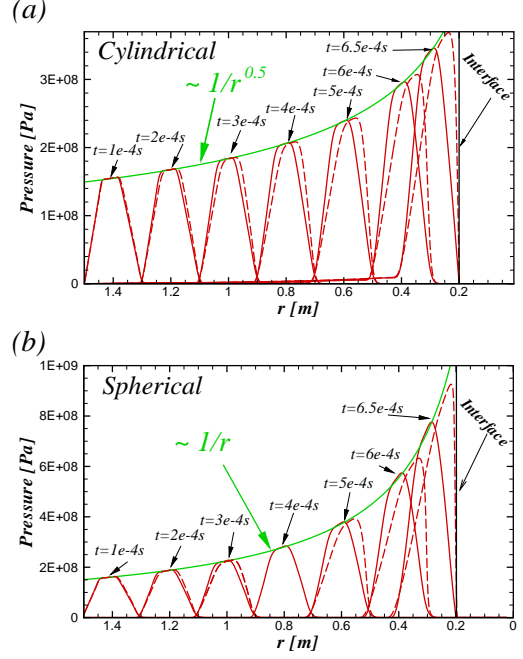 (a)
Cylindrical
~ 1/r^0.5
t=1e-4s
t=2e-4s
t=3e-4s
t=4e-4s
t=5e-4s
t=6e-4s
t=6.5e-4s
Interface
Pressure [Pa]
3E+08
2E+08
1E+08
0
1.4 1.2 1 0.8 0.6 0.4 0.2
r [m]
(b)
Spherical
~ 1/r
t=1e-4s
t=2e-4s
t=3e-4s
t=4e-4s
t=5e-4s
t=6e-4s
t=6.5e-4s
Interface
Pressure [Pa]
1E+09
8E+08
6E+08
4E+08
2E+08
0
1.4 1.2 1 0.8 0.6 0.4 0.2 0
r [m]